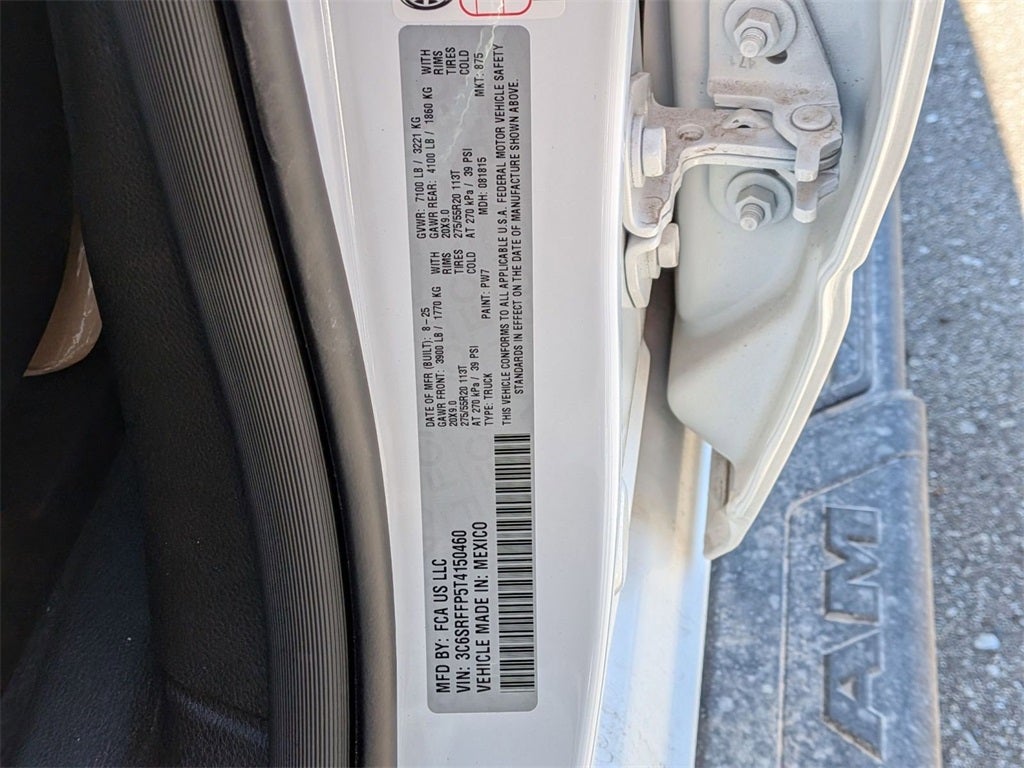 MFD BY: FCA US LLC
VIN: 3C6SRFFP5T4150460
VEHICLE MADE IN: MEXICO
DATE OF MFR (BUILT): 8-25
GVWR: 7100 LB / 3221 KG
GAWR FRONT: 3900 LB / 1770 KG WITH
GAWR REAR: 4100 LB / 1860 KG WITH
20X9.0 RIMS
20X9.0 RIMS
275/55R20 113T TIRES
275/55R20 113T TIRES
AT 270 kPa / 39 PSI COLD
AT 270 kPa / 39 PSI COLD
TYPE: TRUCK PAINT: PW7 MDH: 081815 MKT: 875
THIS VEHICLE CONFORMS TO ALL APPLICABLE U.S.A. FEDERAL MOTOR VEHICLE SAFETY
STANDARDS IN EFFECT ON THE DATE OF MANUFACTURE SHOWN ABOVE.
AM